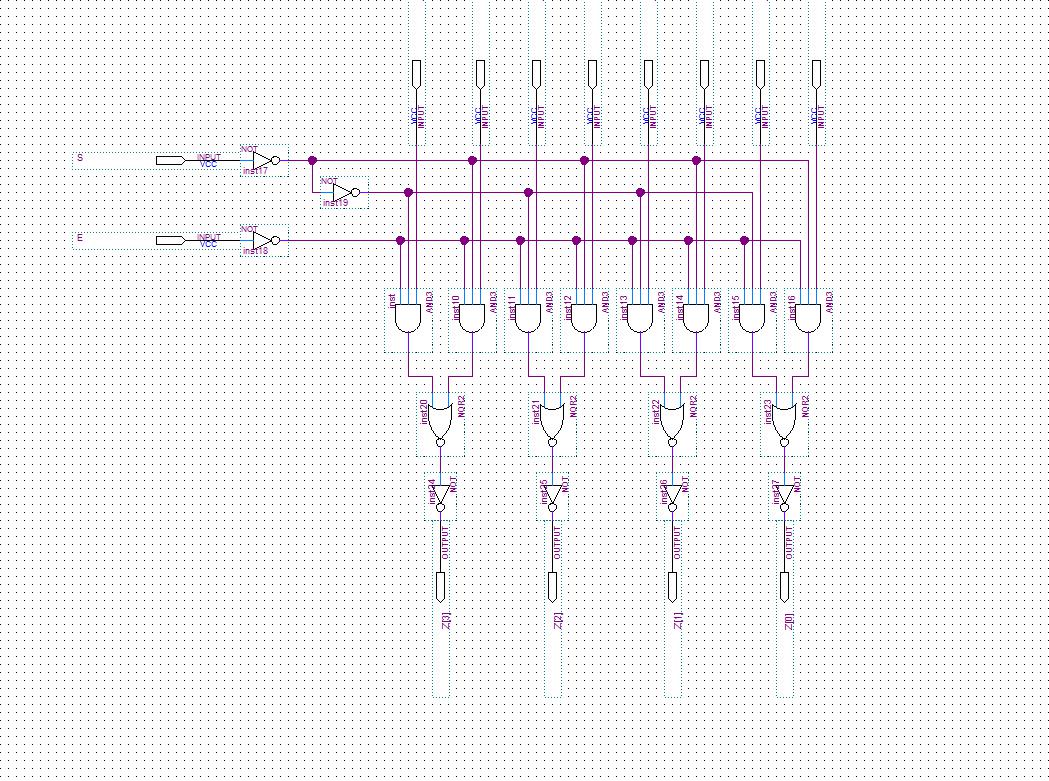 VCC VCC VCC VCC VCC VCC VCC VCC
INPUT INPUT INPUT INPUT INPUT INPUT INPUT INPUT
S INPUT VCC NOT inst17
NOT inst19
E INPUT VCC NOT inst18
inst AND3 inst10 AND3 inst11 AND3 inst12 AND3 inst13 AND3 inst14 AND3 inst15 AND3 inst16 AND3
inst20 NOR2 inst21 NOR2 inst22 NOR2 inst23 NOR2
inst24 NOT inst25 NOT inst26 NOT inst27 NOT
OUTPUT OUTPUT OUTPUT OUTPUT
Z[3] Z[2] Z[1] Z[0]